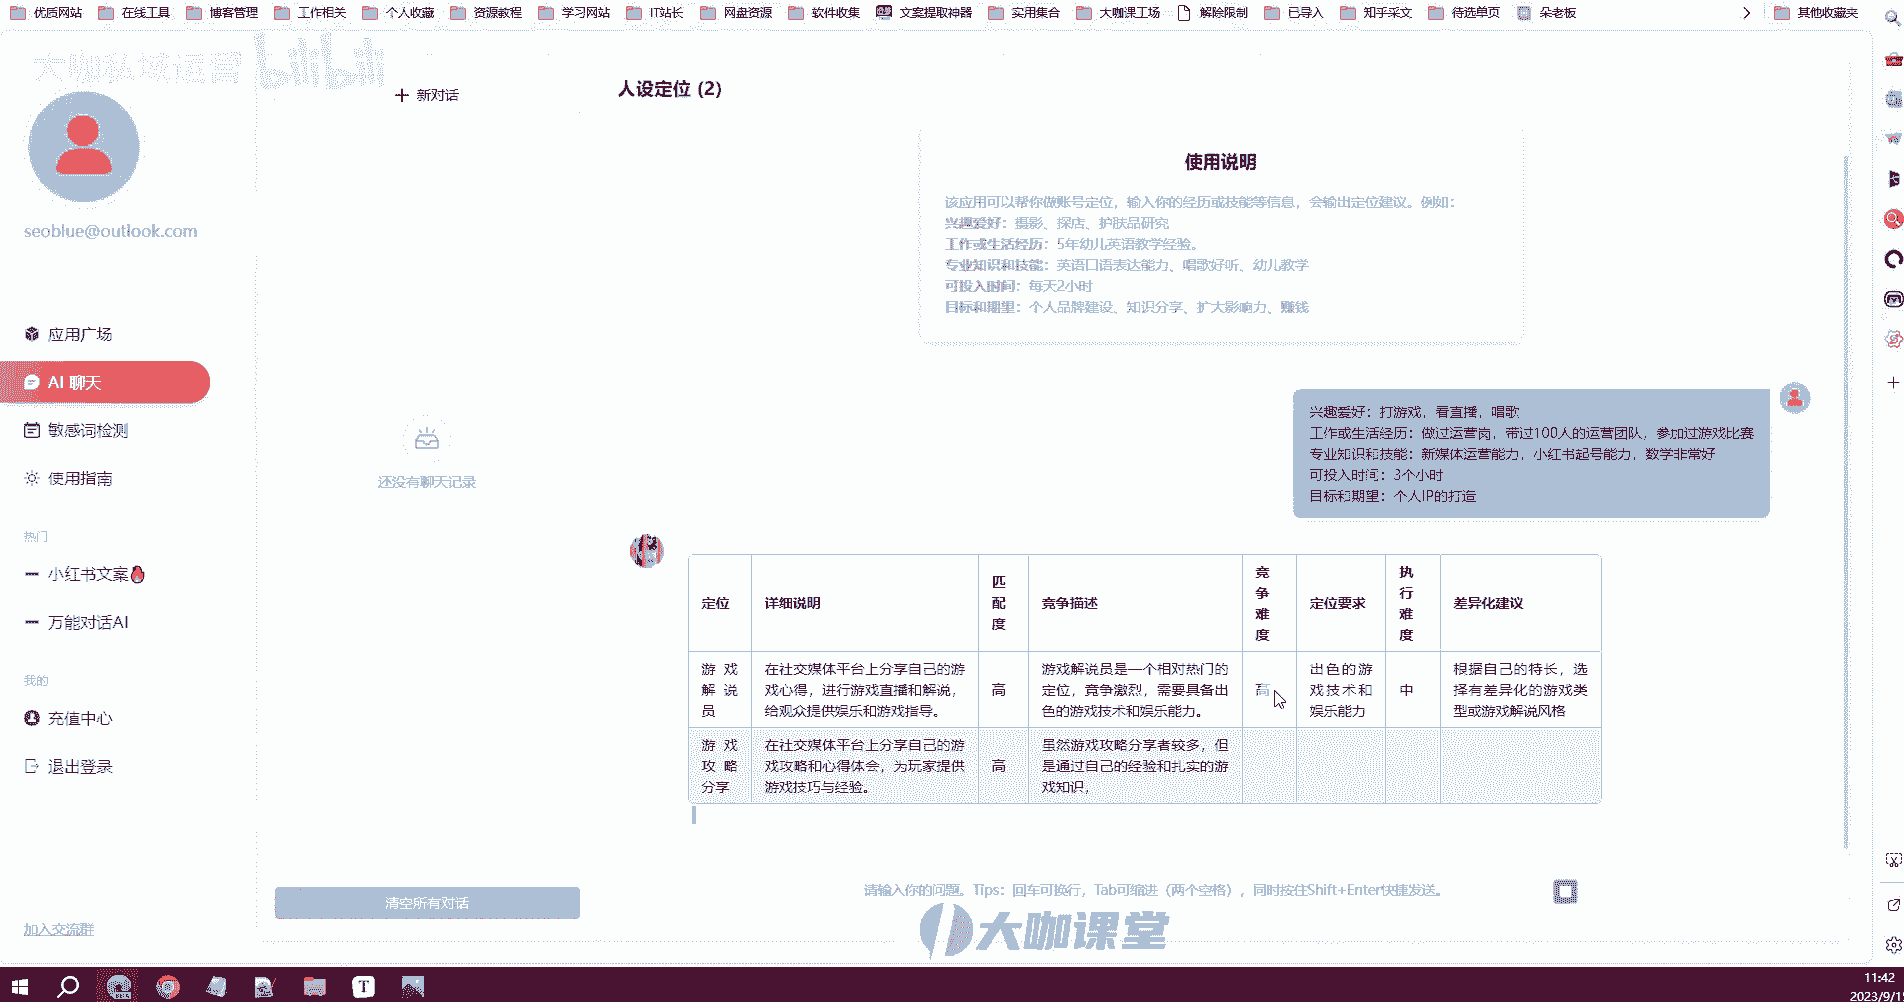 优质网站 在线工具 博客管理 工作相关 个人收藏 资源教程 学习网站 IT站长 网盘资源 软件收集 文案提取神器 实用集合 大咖课工场 解除限制 已导入 知乎采文 待选单页 朵老板 其他收藏夹
大咖私域运营 bilibili
seoblue@outlook.com
应用广场
AI 聊天
敏感词检测
使用指南
热门
小红书文案
万能对话AI
我的
充值中心
退出登录
加入交流群
+ 新对话
还没有聊天记录
清空所有对话
人设定位 (2)
使用说明
该应用可以帮你做账号定位，输入你的经历或技能等信息，会输出定位建议。例如：
兴趣爱好：摄影、探店、护肤品研究
工作或生活经历：5年幼儿英语教学经验。
专业知识和技能：英语口语表达能力、唱歌好听、幼儿教学
可投入时间：每天2小时
目标和期望：个人品牌建设、知识分享、扩大影响力、赚钱
兴趣爱好：打游戏，看直播，唱歌
工作或生活经历：做过运营岗，带过100人的运营团队，参加过游戏比赛
专业知识和技能：新媒体运营能力，小红书起号能力，数学非常好
可投入时间：3个小时
目标和期望：个人IP的打造
定位 详细说明 匹配度 竞争描述 竞争难度 定位要求 执行难度 差异化建议
游戏解说员 在社交媒体平台上分享自己的游戏心得，进行游戏直播和解说，给观众提供娱乐和游戏指导。 高 游戏解说员是一个相对热门的定位，竞争激烈，需要具备出色的游戏技术和娱乐能力。 高 出色的游戏技术和娱乐能力 中 根据自己的特长，选择有差异化的游戏类型或游戏解说风格
游戏攻略分享 在社交媒体平台上分享自己的游戏攻略和心得体会，为玩家提供游戏技巧与经验。 高 虽然游戏攻略分享者较多，但是通过自己的经验和扎实的游戏知识，
请输入你的问题。Tips：回车可换行，Tab可缩进（两个空格），同时按住Shift+Enter快捷发送。
大咖课堂
T
11:42